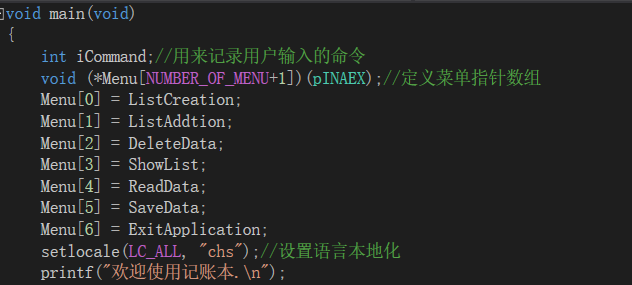 void main(void)
{
int iCommand;//用来记录用户输入的命令
void (*Menu[NUMBER_OF_MENU+1])(pINAEX);//定义菜单指针数组
Menu[0] = ListCreation;
Menu[1] = ListAddtion;
Menu[2] = DeleteData;
Menu[3] = ShowList;
Menu[4] = ReadData;
Menu[5] = SaveData;
Menu[6] = ExitApplication;
setlocale(LC_ALL, "chs");//设置语言本地化
printf("欢迎使用记账本.\n");